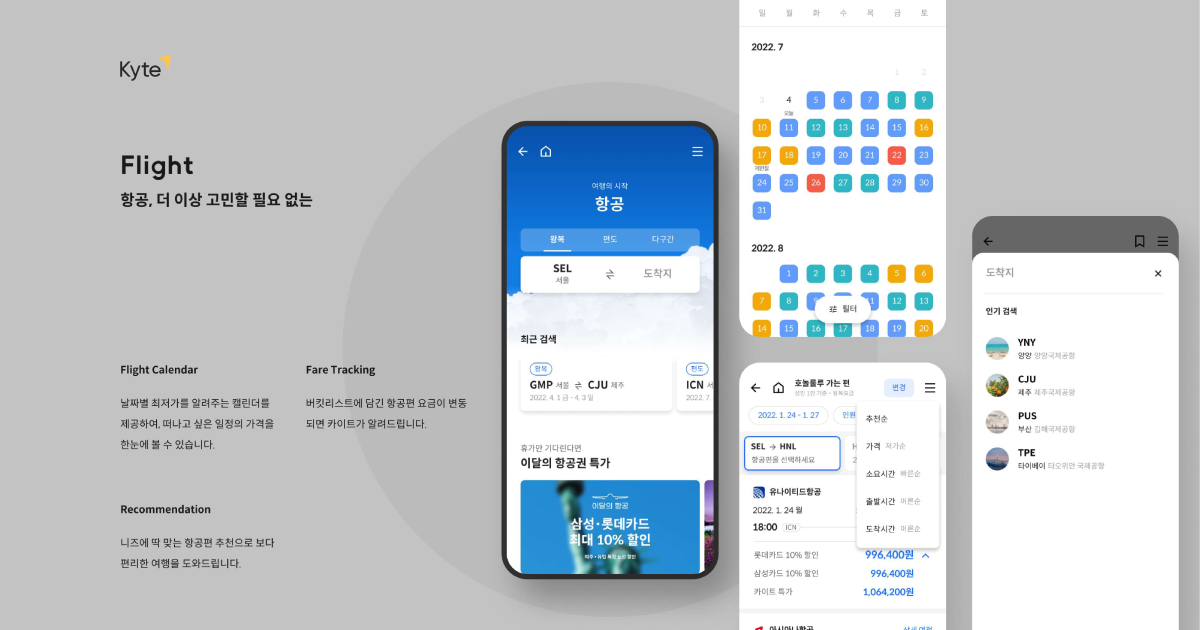 Kyte
Flight
항공, 더 이상 고민할 필요 없는
Flight Calendar
날짜별 최저가를 알려주는 캘린더를
제공하여, 떠나고 싶은 일정의 가격을
한눈에 볼 수 있습니다.
Fare Tracking
버킷리스트에 담긴 항공편 요금이 변동
되면 카이트가 알려드립니다.
Recommendation
니즈에 딱 맞는 항공편 추천으로 보다
편리한 여행을 도와드립니다.
여행의 시작
항공
왕복 편도 다구간
SEL 도착지
서울
최근 검색
왕복
GMP 서울 CJU 제주
2022. 4. 1 금 - 4. 3 일
편도
ICN
2022. 7.
휴가만 기다린다면
이달의 항공권 특가
이달의 항공
삼성·롯데카드
최대 10% 할인
일 월 화 수 목 금 토
2022. 7
1 2
3 4 5 6 7 8 9
오늘
10 11 12 13 14 15 16
17 18 19 20 21 22 23
제헌절
24 25 26 27 28 29 30
31
2022. 8
1 2 3 4 5 6
7 8 9 11 12 13
필터
14 15 16 17 18 19 20
호놀룰루 가는 편
성인 1명 기준 · 왕복요금
변경
2022. 1. 24 - 1. 27
인원
SEL → HNL
항공편을 선택하세요
추천순
가격 저가순
소요시간 빠른순
출발시간 이른순
도착시간 이른순
유나이티드항공
2022. 1. 24 월
18:00 ICN
롯데카드 10% 할인 996,400원
삼성카드 10% 할인 996,400원
카이트 특가 1,064,200원
아시아나항공
도착지
인기 검색
YNY
양양 양양국제공항
CJU
제주 제주국제공항
PUS
부산 김해국제공항
TPE
타이베이 타오위안 국제공항